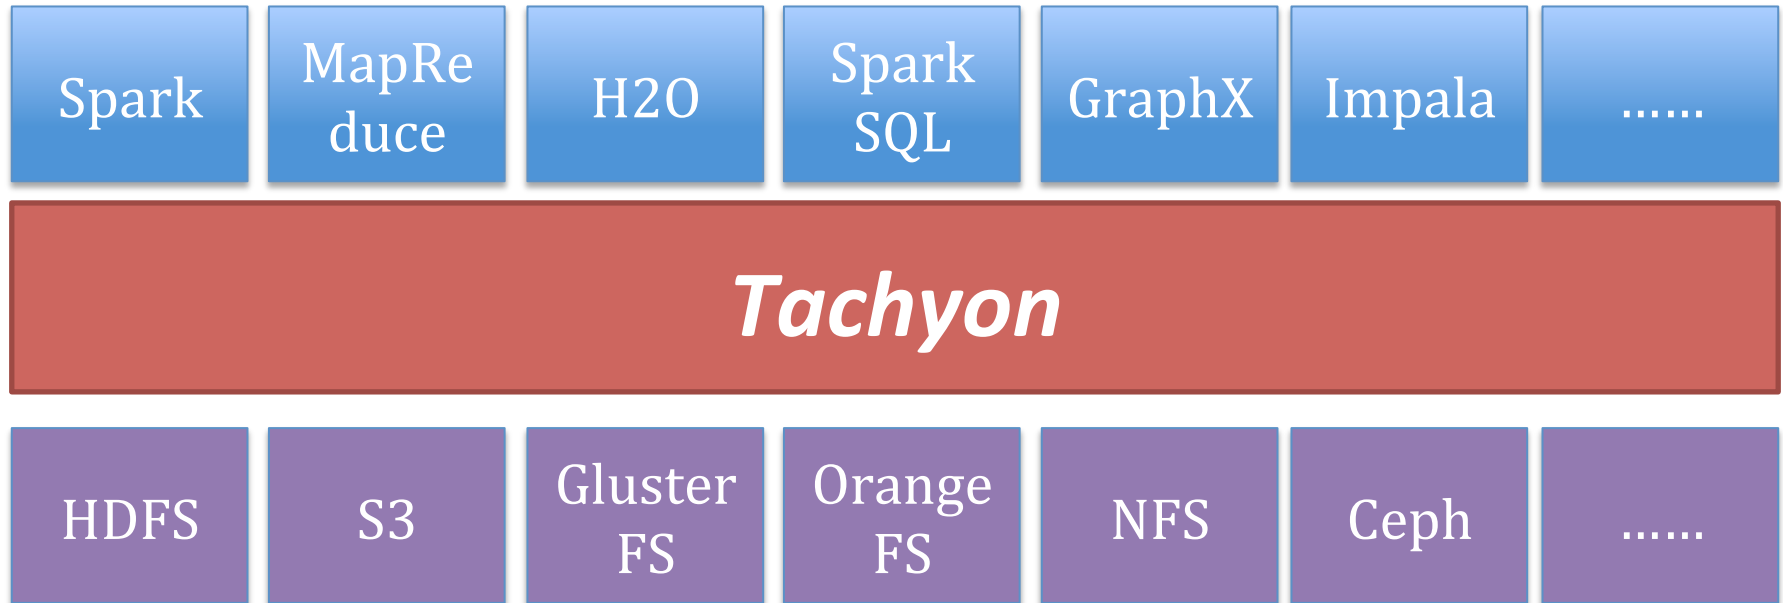 Spark
MapRe
duce
H2O
Spark
SQL
GraphX
Impala
......
Tachyon
HDFS
S3
Gluster
FS
Orange
FS
NFS
Ceph
......